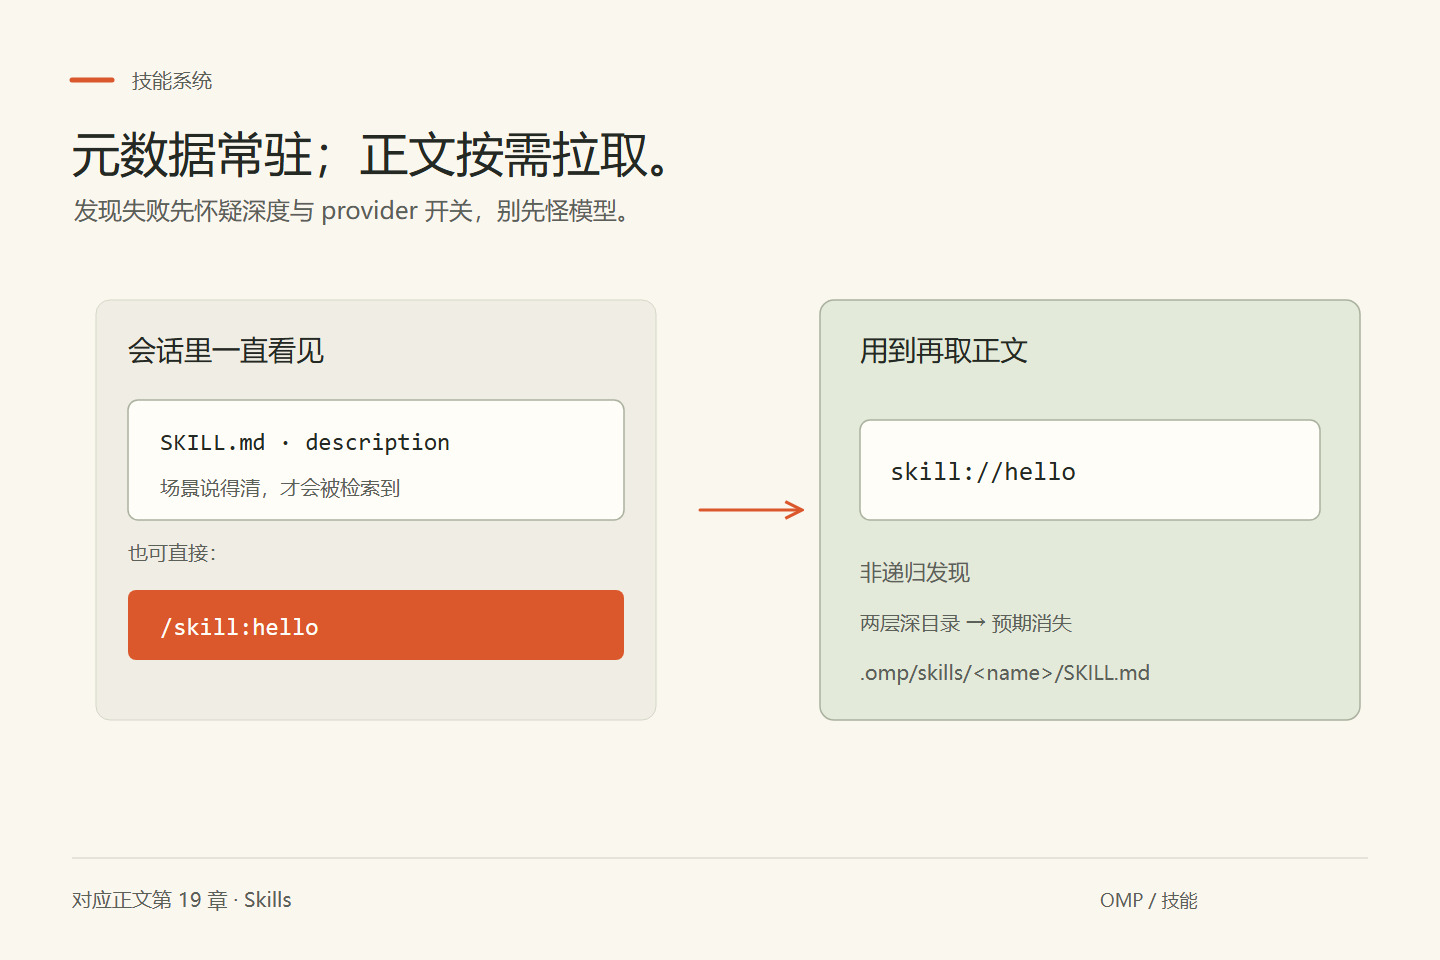 技能系统
元数据常驻；正文按需拉取。
发现失败先怀疑深度与 provider 开关，别先怪模型。
会话里一直看见
SKILL.md · description
场景说得清，才会被检索到
也可直接：
/skill:hello
用到再取正文
skill://hello
非递归发现
两层深目录 → 预期消失
.omp/skills/<name>/SKILL.md
对应正文第 19 章 · Skills
OMP / 技能